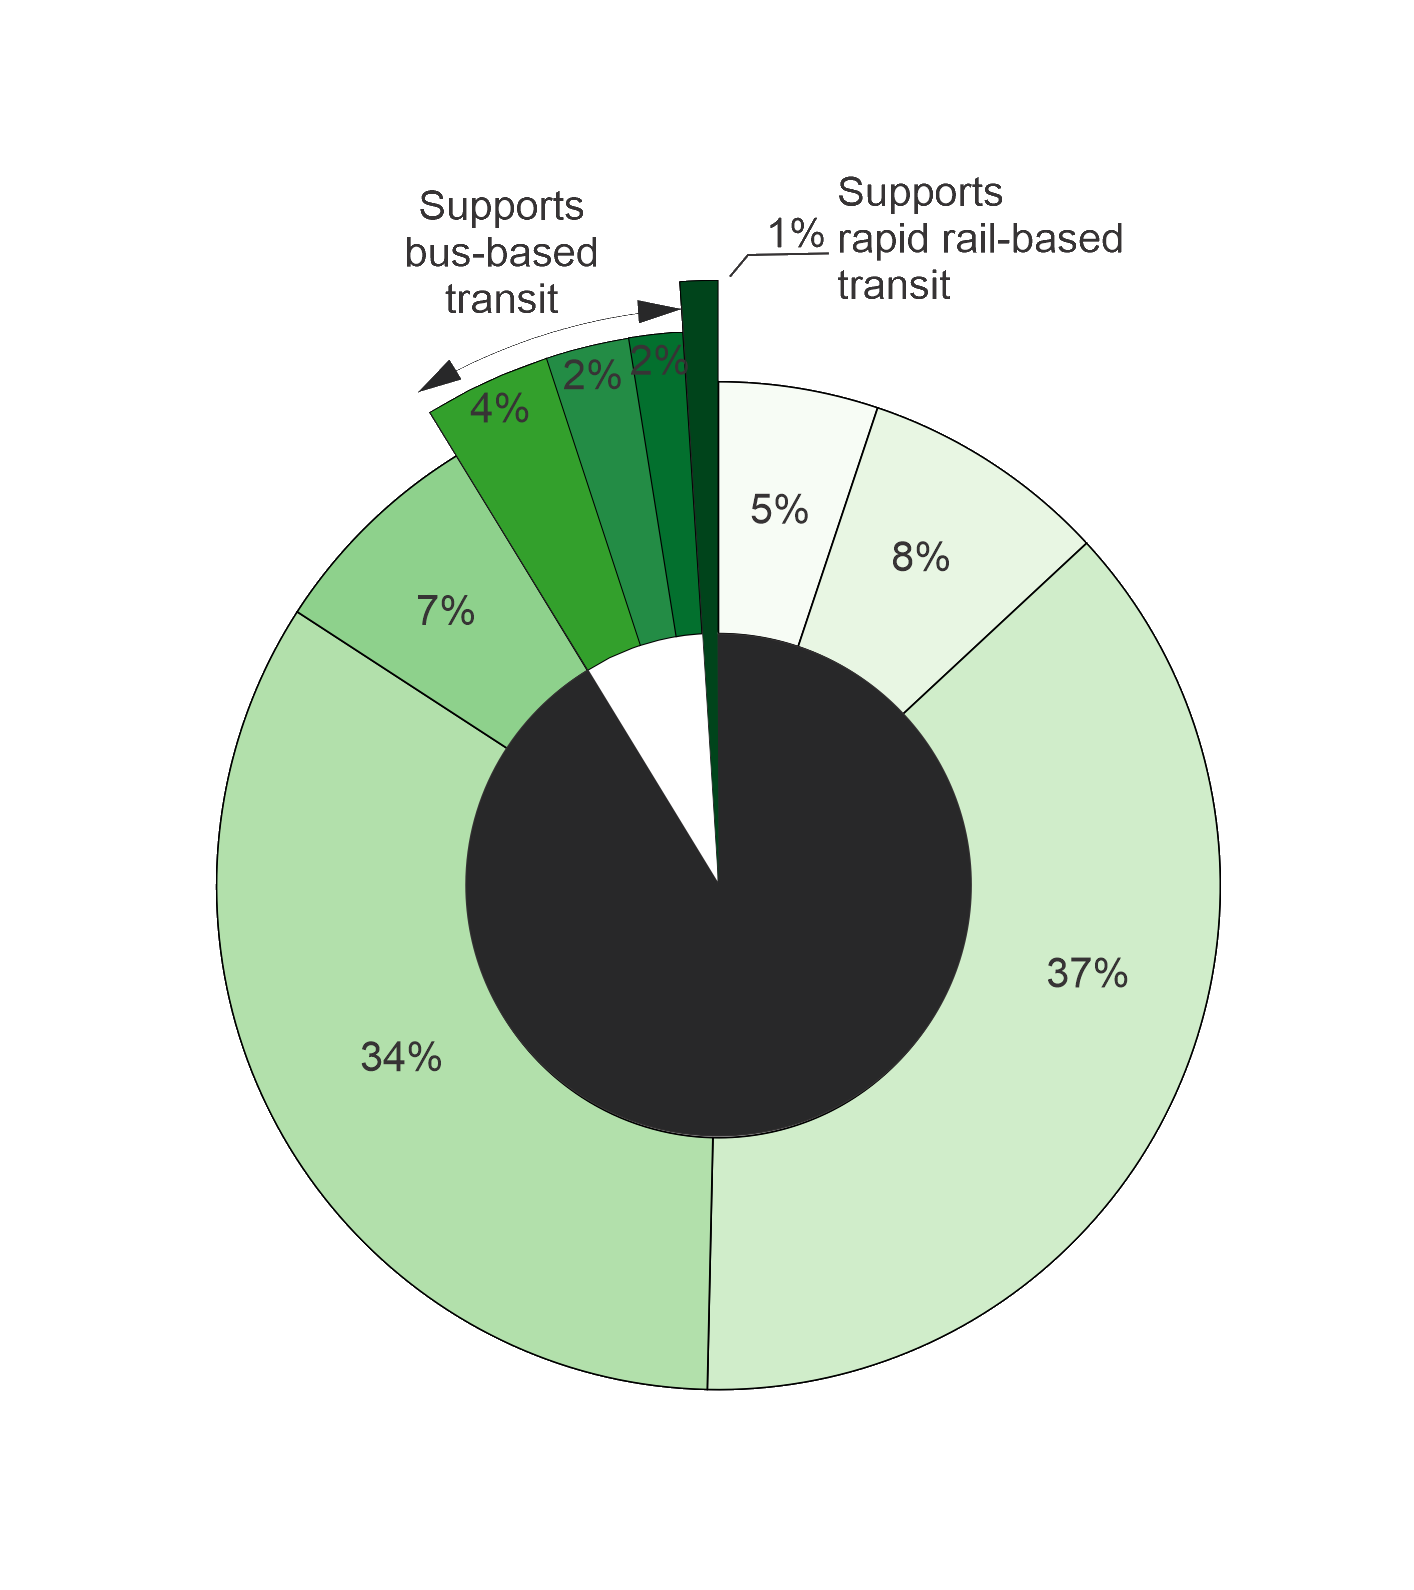 Supports
bus-based
transit
1%
Supports
rapid rail-based
transit
4%
2%
2%
5%
8%
7%
37%
34%